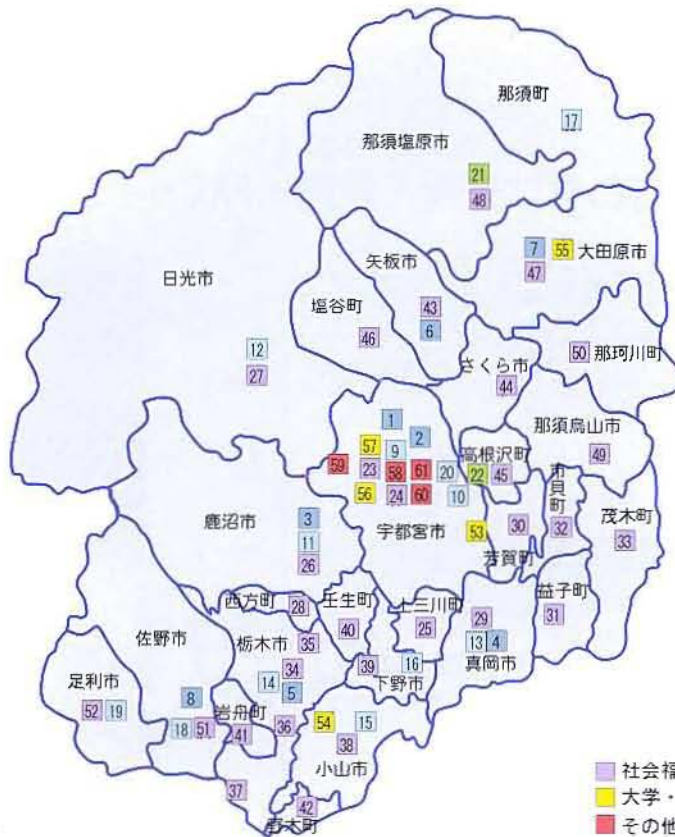 那須町
17
那須塩原市
21
48
7
55
大田原市
47
日光市
矢板市
塩谷町
43
6
46
12
27
50
那珂川町
さくら市
44
那須烏山市
49
1
2
57
9
59
23
58
61
20
56
24
60
10
宇都宮市
高根沢町
22
45
市貝町
32
茂木町
33
53
30
芳賀町
鹿沼市
3
11
26
西方町
28
壬生町
40
上三川町
25
益子町
31
29
13
4
真岡市
佐野市
栃木市
35
34
14
5
39
16
下野市
足利市
52
19
8
18
51
岩舟町
41
36
54
15
38
小山市
37
42
野木町
社会福
大学・
その他